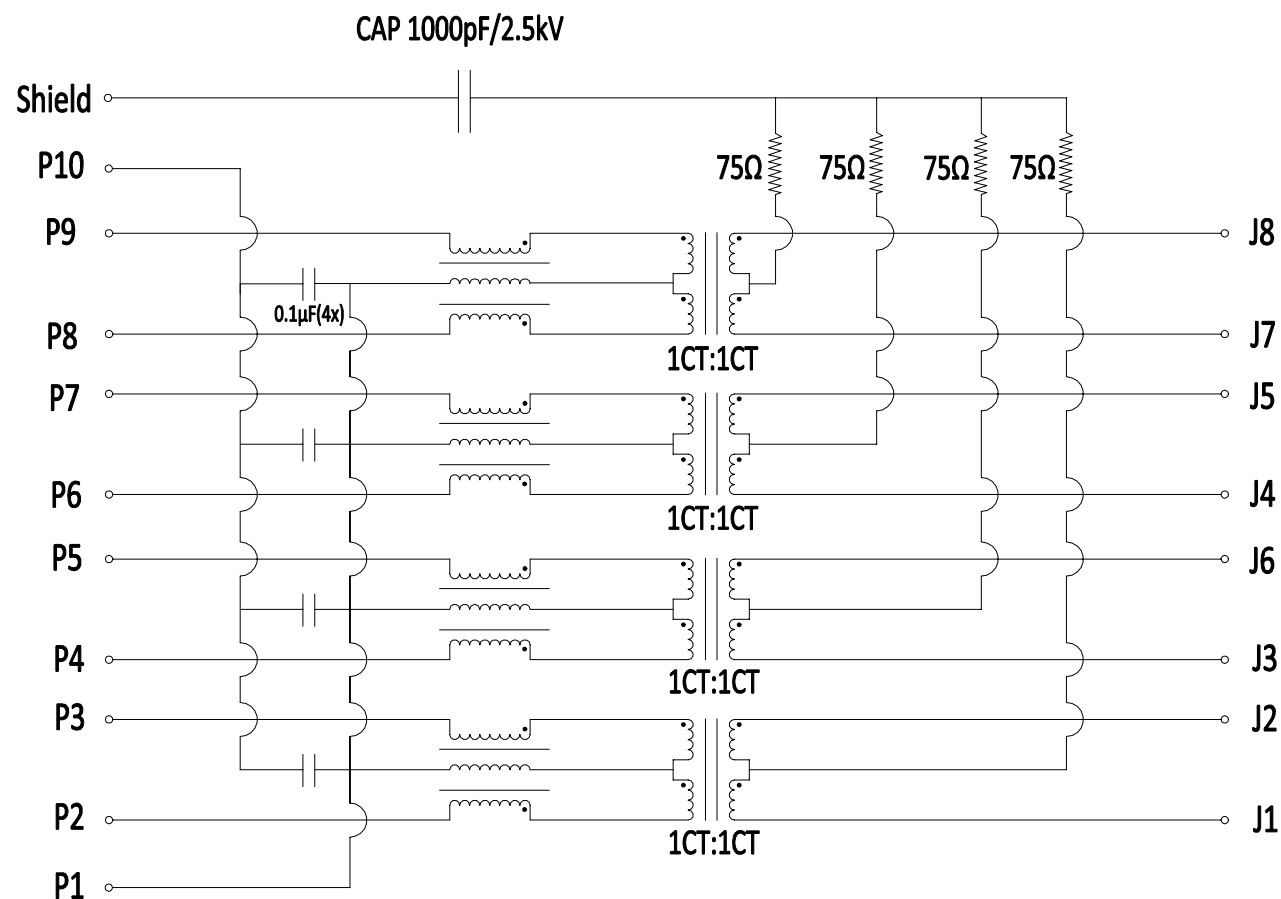 CAP 1000pF/2.5kV
Shield
P10
75Ω 75Ω 75Ω 75Ω
P9
J8
0.1µF(4x)
P8
J7
1CT:1CT
P7
J5
P6
J4
1CT:1CT
P5
J6
P4
J3
1CT:1CT
P3
J2
P2
J1
1CT:1CT
P1